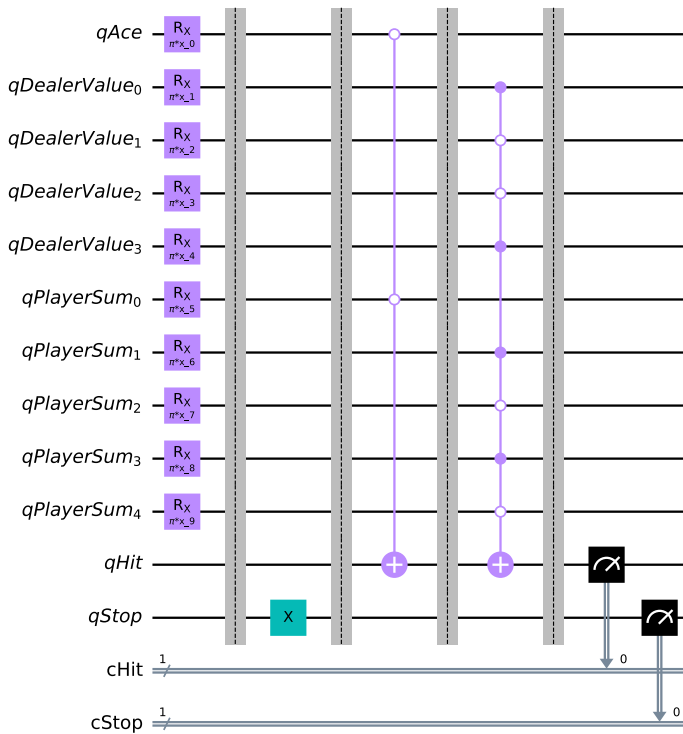 qAce R_X π*x_0
qDealerValue_0 R_X π*x_1
qDealerValue_1 R_X π*x_2
qDealerValue_2 R_X π*x_3
qDealerValue_3 R_X π*x_4
qPlayerSum_0 R_X π*x_5
qPlayerSum_1 R_X π*x_6
qPlayerSum_2 R_X π*x_7
qPlayerSum_3 R_X π*x_8
qPlayerSum_4 R_X π*x_9
qHit
qStop X
cHit 1 0
cStop 1 0